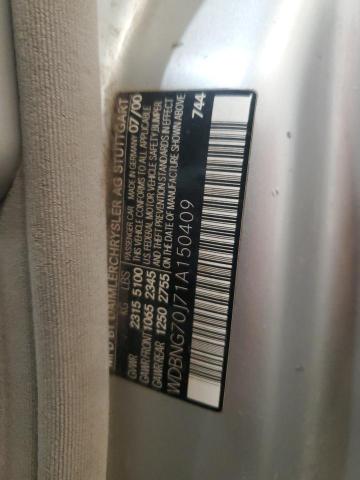 MFD BY DAIMLERCHRYSLER AG STUTTGART
KG LBS PASSENGER CAR MADE IN GERMANY 07/00
GVWR 2315 5100 THIS VEHICLE CONFORMS TO ALL APPLICABLE
GAWR FRONT 1065 2345 U.S. FEDERAL MOTOR VEHICLE SAFETY, BUMPER
GAWR REAR 1250 2755 AND THEFT PREVENTION STANDARDS IN EFFECT
ON THE DATE OF MANUFACTURE SHOWN ABOVE
WDBNG70J71A150409
744